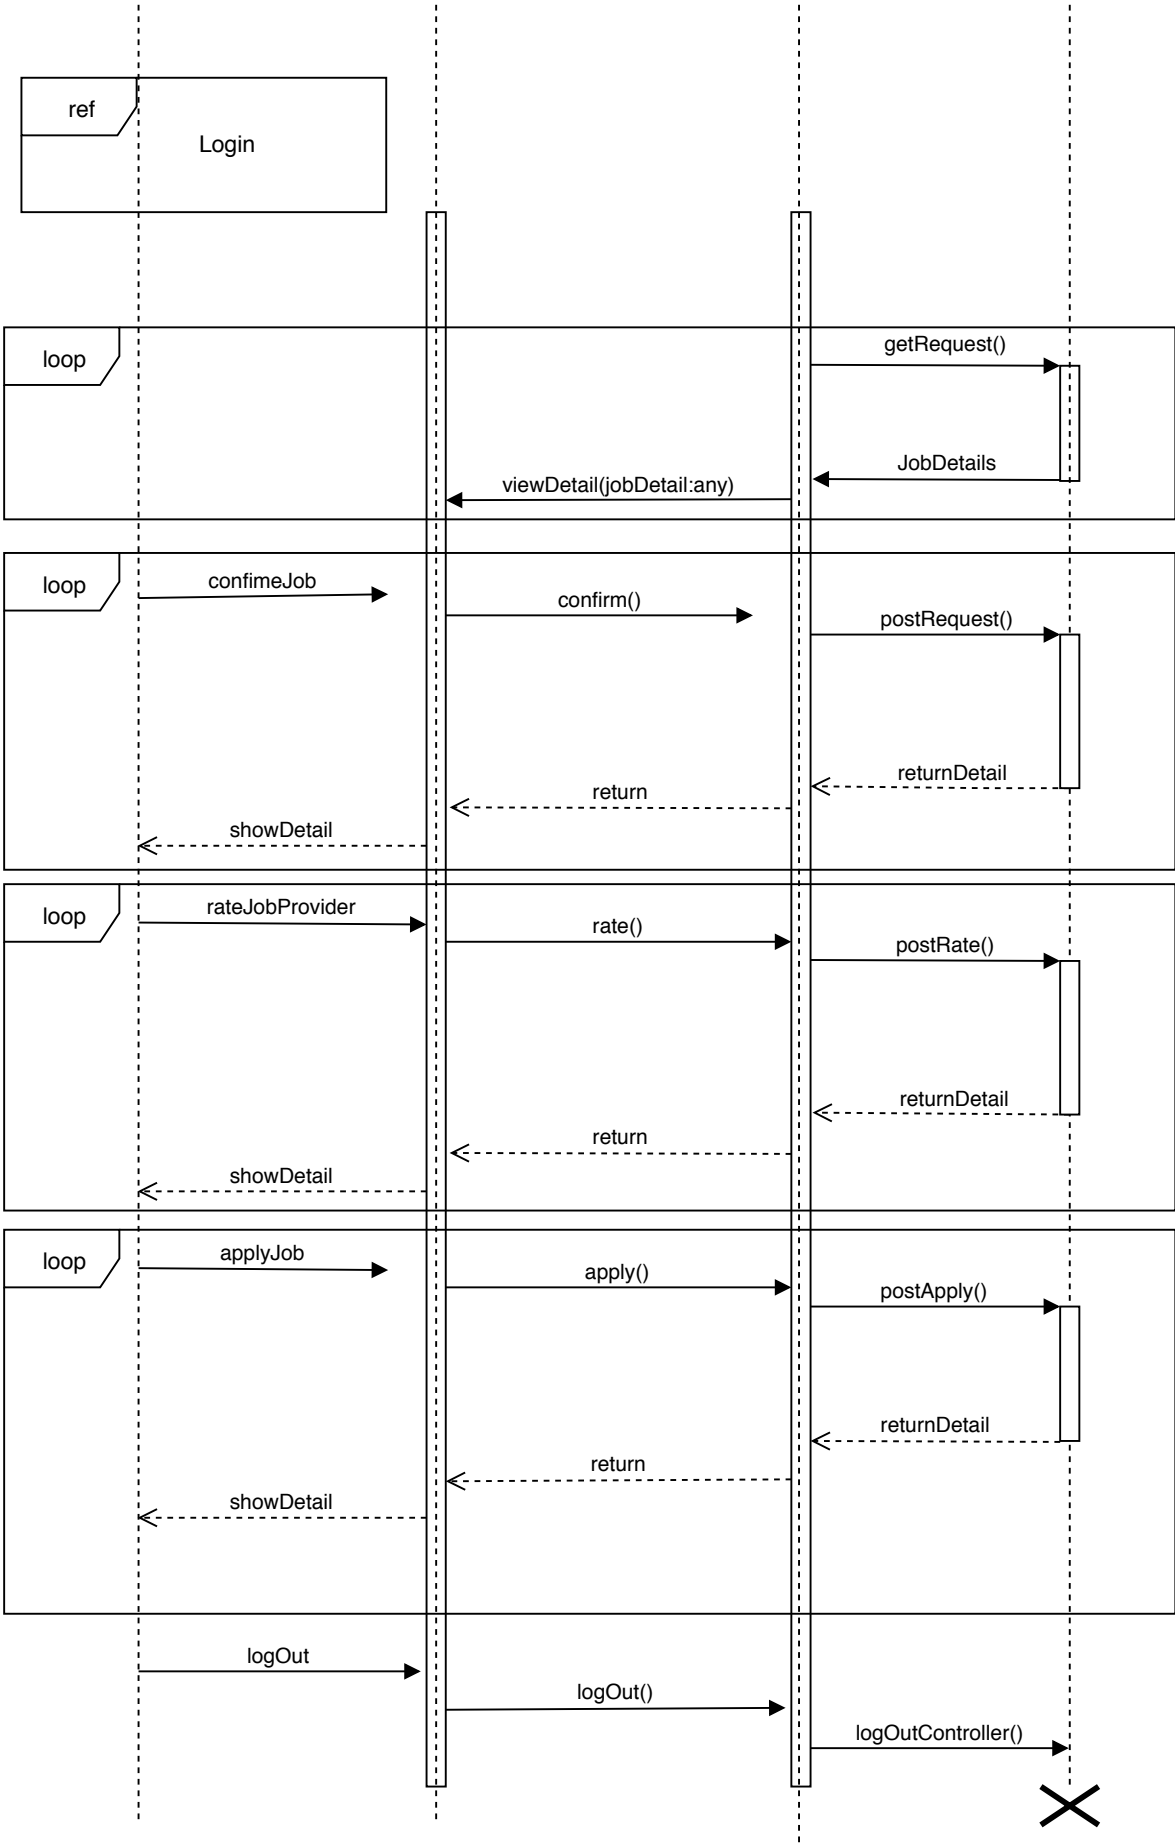 ref
Login
loop
getRequest()
JobDetails
viewDetail(jobDetail:any)
loop
confimeJob
confirm()
postRequest()
returnDetail
return
showDetail
loop
rateJobProvider
rate()
postRate()
returnDetail
return
showDetail
loop
applyJob
apply()
postApply()
returnDetail
return
showDetail
logOut
logOut()
logOutController()